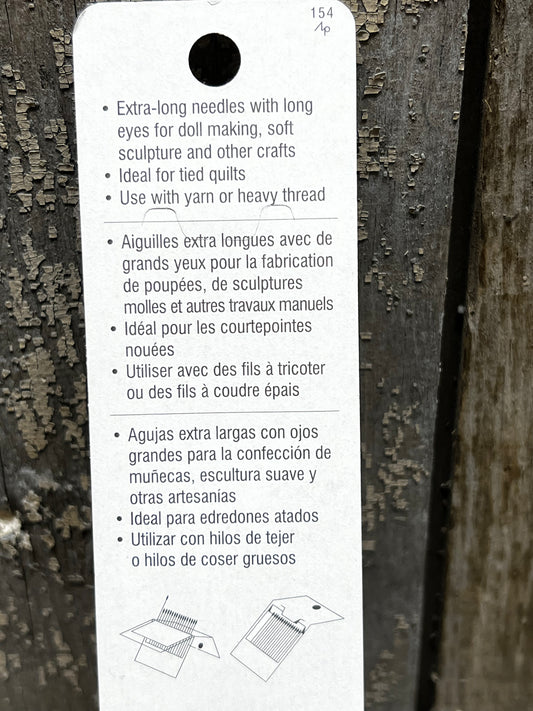 154
• Extra-long needles with long
eyes for doll making, soft
sculpture and other crafts
• Ideal for tied quilts
• Use with yarn or heavy thread
• Aiguilles extra longues avec de
grands yeux pour la fabrication
de poupées, de sculptures
molles et autres travaux manuels
• Idéal pour les courtepointes
nouées
• Utiliser avec des fils à tricoter
ou des fils à coudre épais
• Agujas extra largas con ojos
grandes para la confección de
muñecas, escultura suave y
otras artesanías
• Ideal para edredones atados
• Utilizar con hilos de tejer
o hilos de coser gruesos